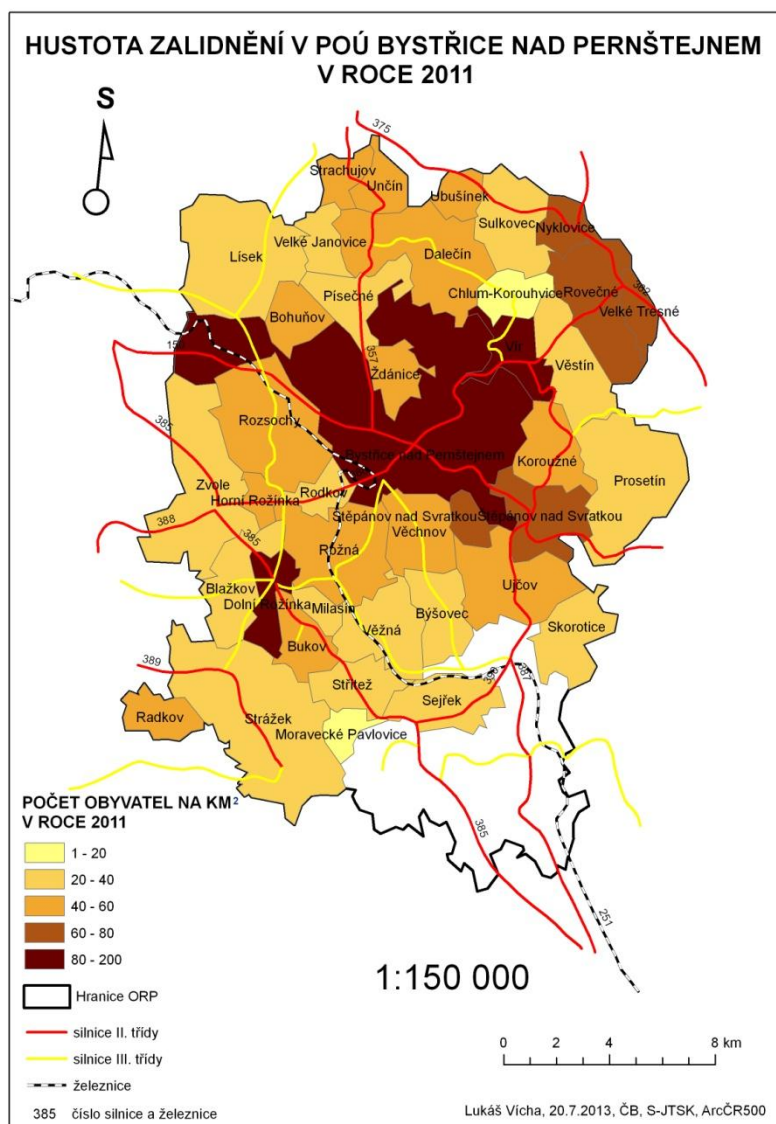 HUSTOTA ZALIDNĚNÍ V POÚ BYSTŘICE NAD PERNŠTEJNEM
V ROCE 2011
S
375
Strachujov
Unčín
Ubušínek
Sulkovec
Nyklovice
Velké Janovice
Lísek
Dalečín
Písečné
Chlum-Korouhvice
Rovečné
362
Velké Tresné
Bohuňov
Vír
357
Ždánice
Věstín
385
Rozsochy
Bystřice nad Pernštejnem
Koroužné
Prosetín
Zvole
Horní Rožínka
Rodkov
388
385
Štěpánov nad Svratkou
Štěpánov nad Svratkou
Věchnov
Rožná
Blažkov
Dolní Rožínka
Milasín
Ujčov
Věžná
Býšovec
Skorotice
Bukov
389
Střítež
390
387
Sejřek
Radkov
Strážek
Moravecké Pavlovice
385
251
POČET OBYVATEL NA KM²
V ROCE 2011
1 - 20
20 - 40
40 - 60
60 - 80
80 - 200
Hranice ORP
silnice II. třídy
silnice III. třídy
železnice
385 číslo silnice a železnice
1:150 000
0 2 4 8 km
Lukáš Vícha, 20.7.2013, ČB, S-JTSK, ArcČR500